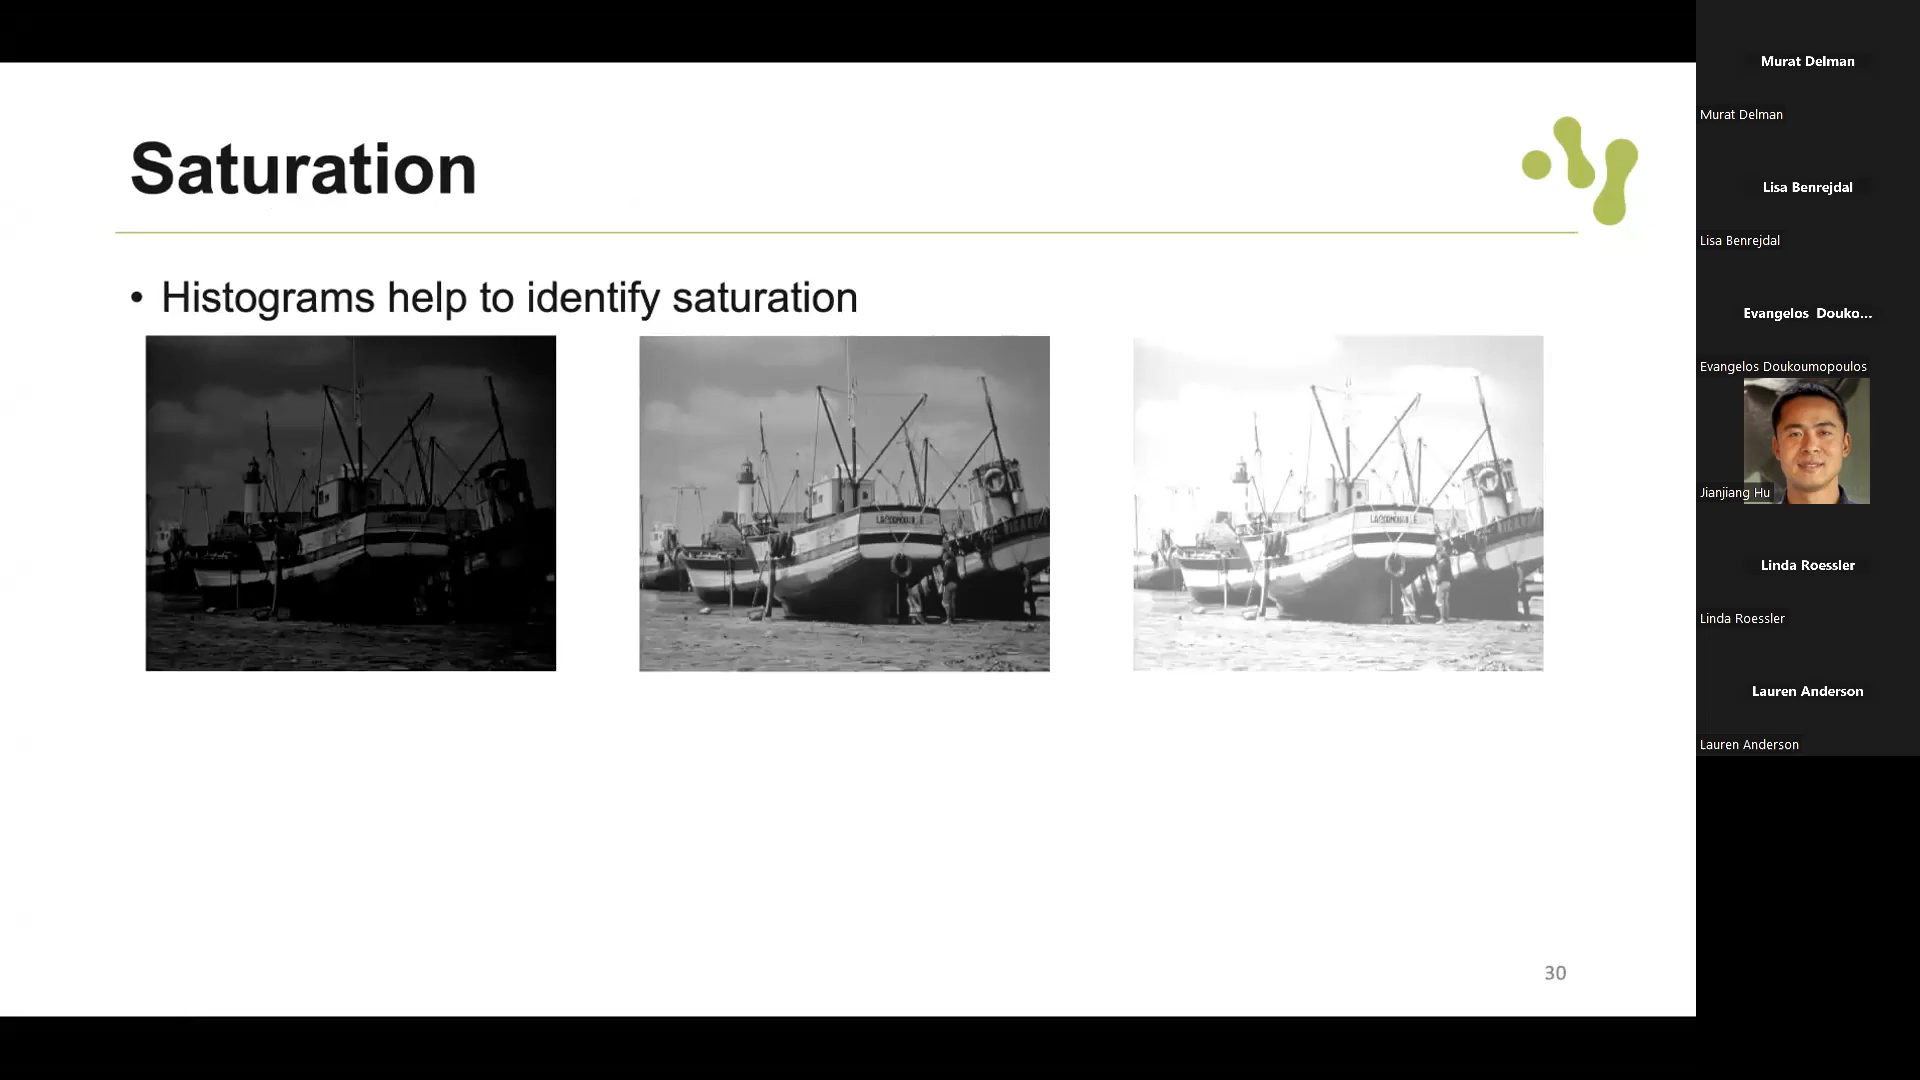 Saturation
• Histograms help to identify saturation
30
Murat Delman
Murat Delman
Lisa Benrejdal
Lisa Benrejdal
Evangelos Douko...
Evangelos Doukoumopoulos
Jianjiang Hu
Linda Roessler
Linda Roessler
Lauren Anderson
Lauren Anderson